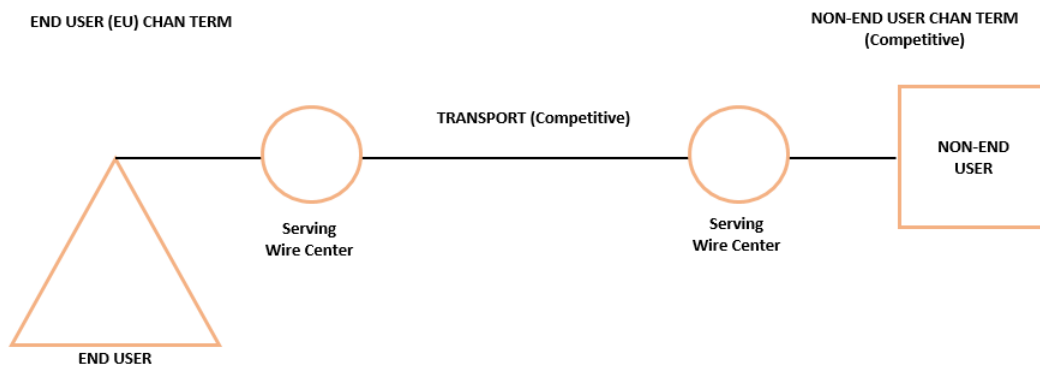 END USER (EU) CHAN TERM
NON-END USER CHAN TERM
(Competitive)
TRANSPORT (Competitive)
NON-END
USER
Serving
Wire Center
Serving
Wire Center
END USER